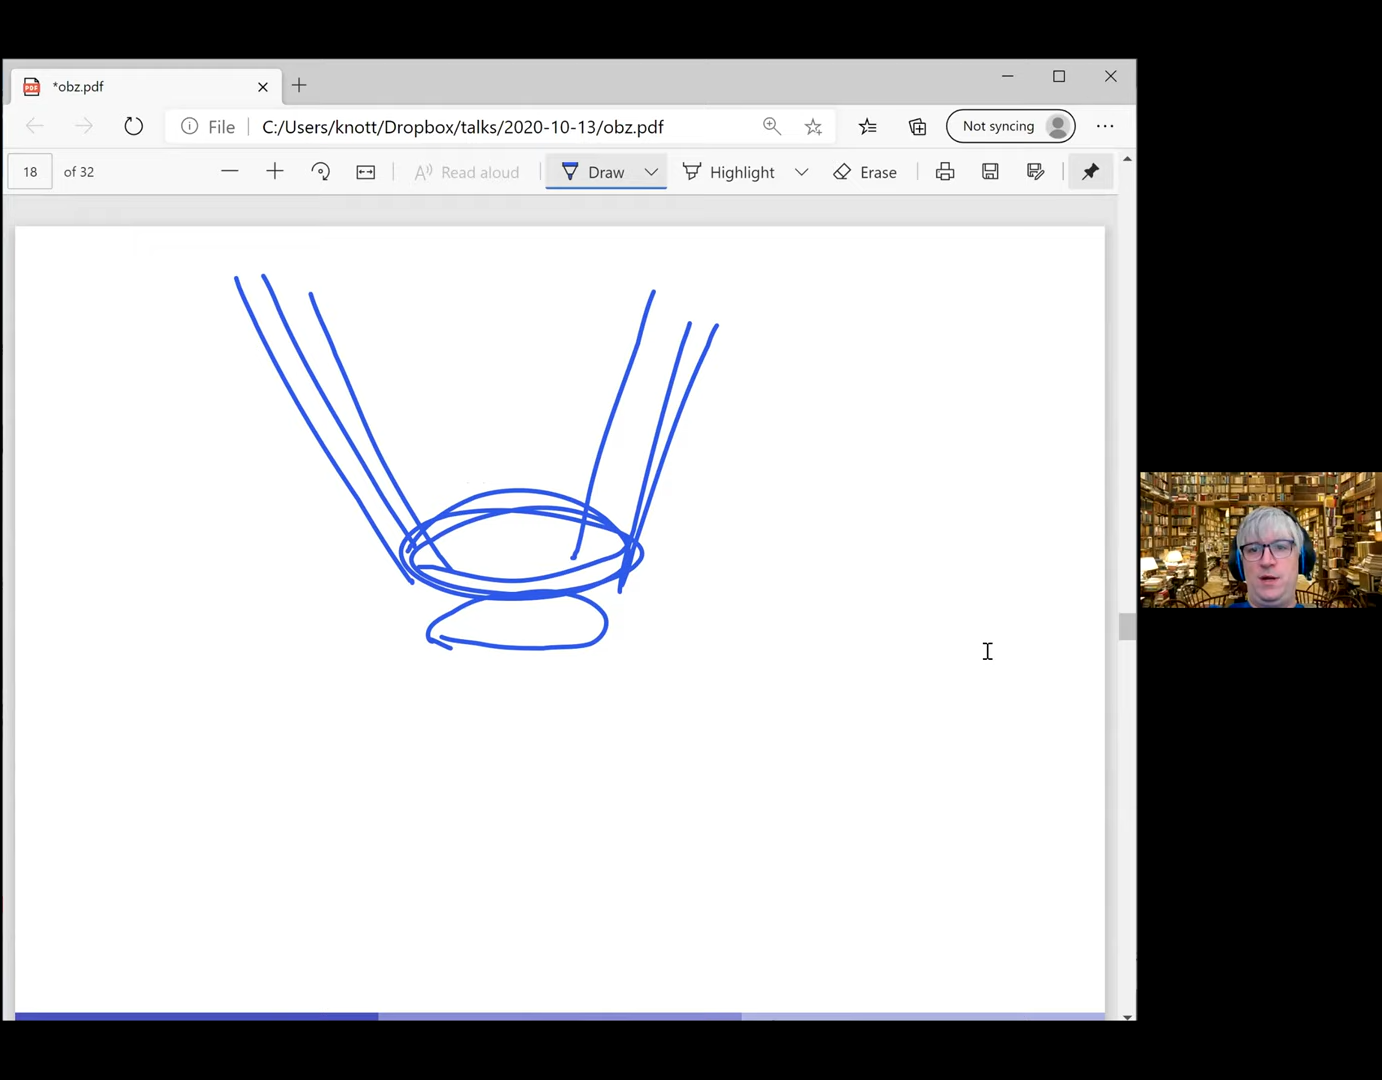 *obz.pdf
File C:/Users/knott/Dropbox/talks/2020-10-13/obz.pdf Not syncing
18 of 32 Read aloud Draw Highlight Erase